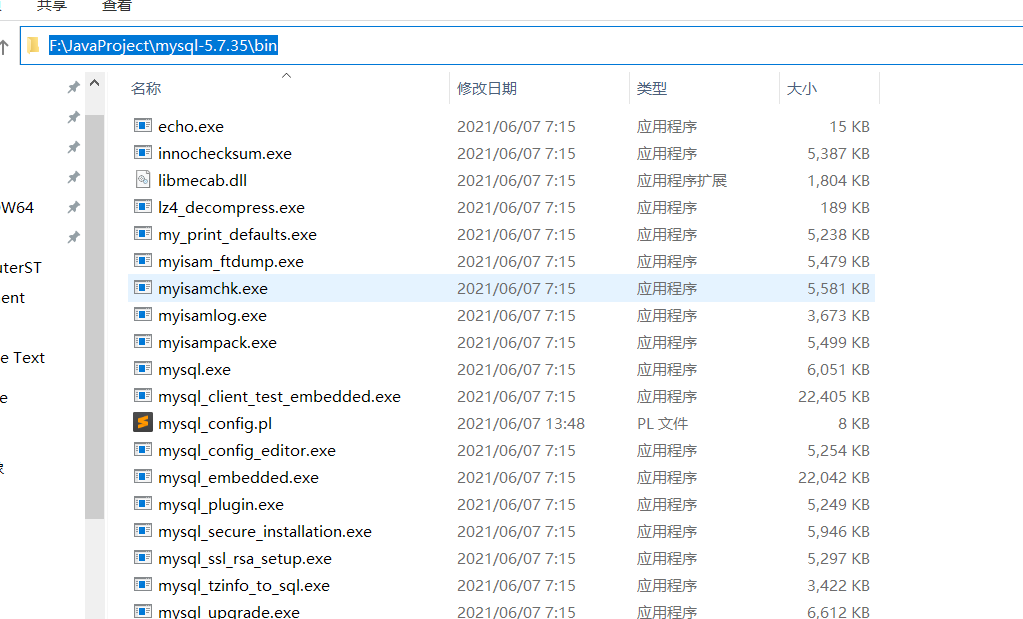 共享 查看
F:\JavaProject\mysql-5.7.35\bin
名称 修改日期 类型 大小
echo.exe 2021/06/07 7:15 应用程序 15 KB
innochecksum.exe 2021/06/07 7:15 应用程序 5,387 KB
libmecab.dll 2021/06/07 7:15 应用程序扩展 1,804 KB
W64 lz4_decompress.exe 2021/06/07 7:15 应用程序 189 KB
my_print_defaults.exe 2021/06/07 7:15 应用程序 5,238 KB
uterST myisam_ftdump.exe 2021/06/07 7:15 应用程序 5,479 KB
ent myisamchk.exe 2021/06/07 7:15 应用程序 5,581 KB
myisamlog.exe 2021/06/07 7:15 应用程序 3,673 KB
e Text myisampack.exe 2021/06/07 7:15 应用程序 5,499 KB
mysql.exe 2021/06/07 7:15 应用程序 6,051 KB
e mysql_client_test_embedded.exe 2021/06/07 7:15 应用程序 22,405 KB
mysql_config.pl 2021/06/07 13:48 PL 文件 8 KB
mysql_config_editor.exe 2021/06/07 7:15 应用程序 5,254 KB
mysql_embedded.exe 2021/06/07 7:15 应用程序 22,042 KB
mysql_plugin.exe 2021/06/07 7:15 应用程序 5,249 KB
mysql_secure_installation.exe 2021/06/07 7:15 应用程序 5,946 KB
mysql_ssl_rsa_setup.exe 2021/06/07 7:15 应用程序 5,297 KB
mysql_tzinfo_to_sql.exe 2021/06/07 7:15 应用程序 3,422 KB
mysql_upgrade.exe 2021/06/07 7:15 应用程序 6,612 KB